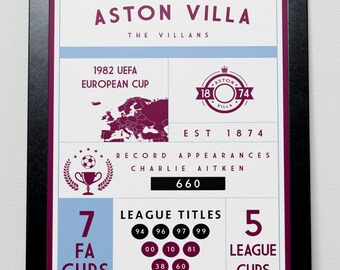 ASTON VILLA
THE VILLANS
1982 UEFA
EUROPEAN CUP
ASTON
18 74
VILLA
EST 1874
RECORD APPEARANCES
CHARLIE AITKEN
660
7
FA
CUPS
LEAGUE TITLES
94 96 97 99
00 10 81
38 60
5
LEAGUE
CUPS